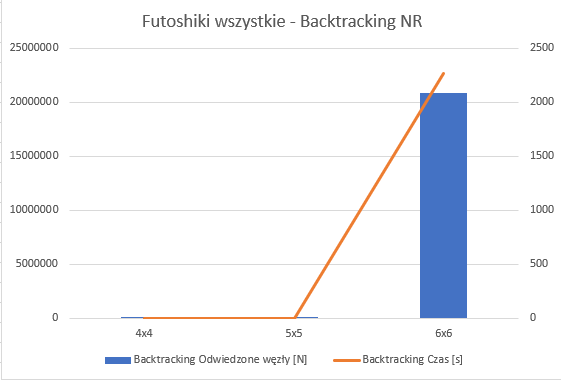 Futoshiki wszystkie - Backtracking NR
25000000
2500
20000000
2000
15000000
1500
10000000
1000
5000000
500
0
0
4x4
5x5
6x6
Backtracking Odwiedzone węzły [N]
Backtracking Czas [s]